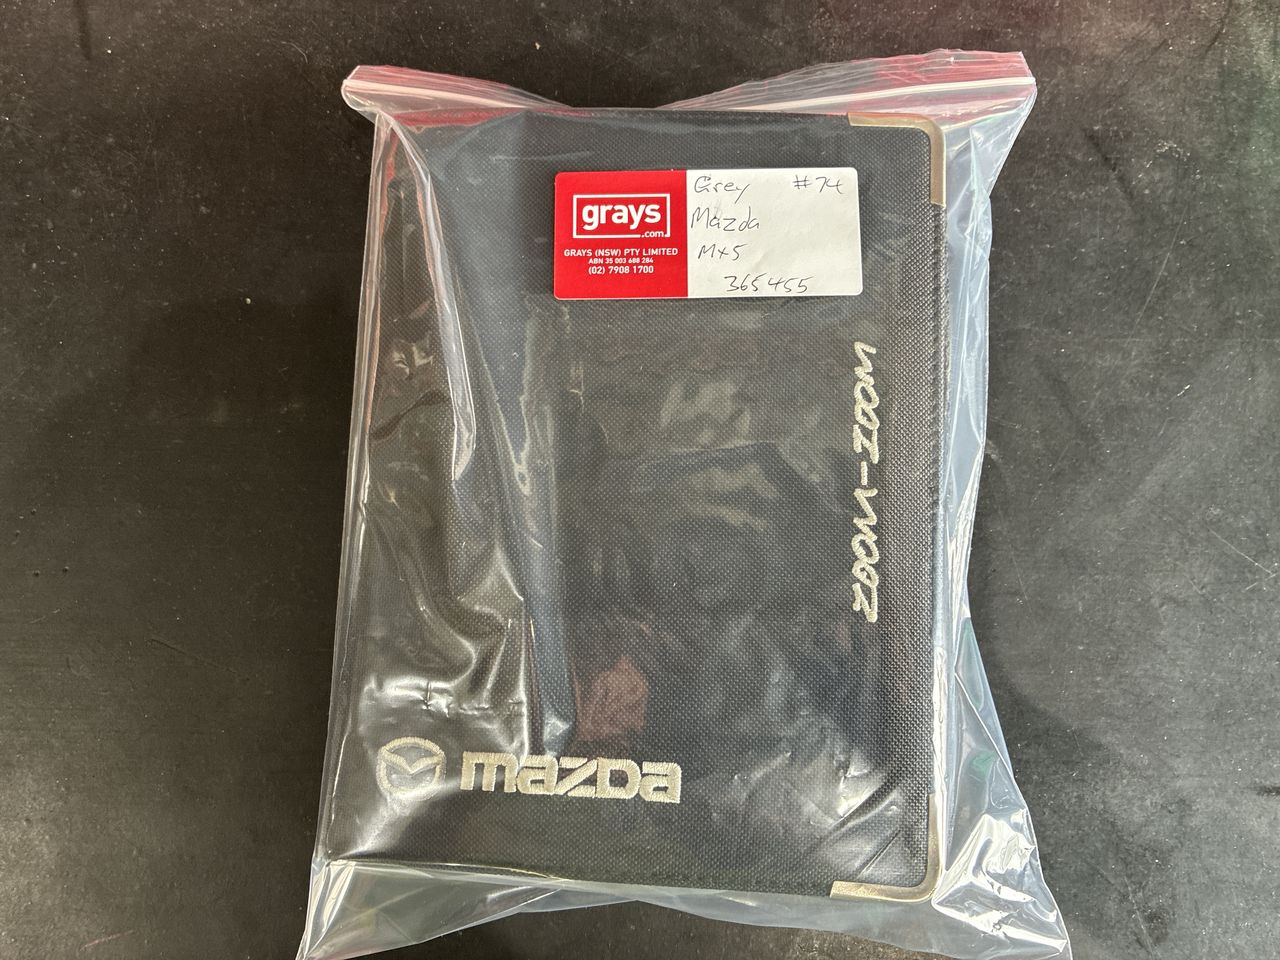 grays
.com
GRAYS (NSW) PTY LIMITED
ABN 35 003 688 284
(02) 7908 1700
Grey #74
Mazda
Mx5
365455
ZOOM-ZOOM
mazda